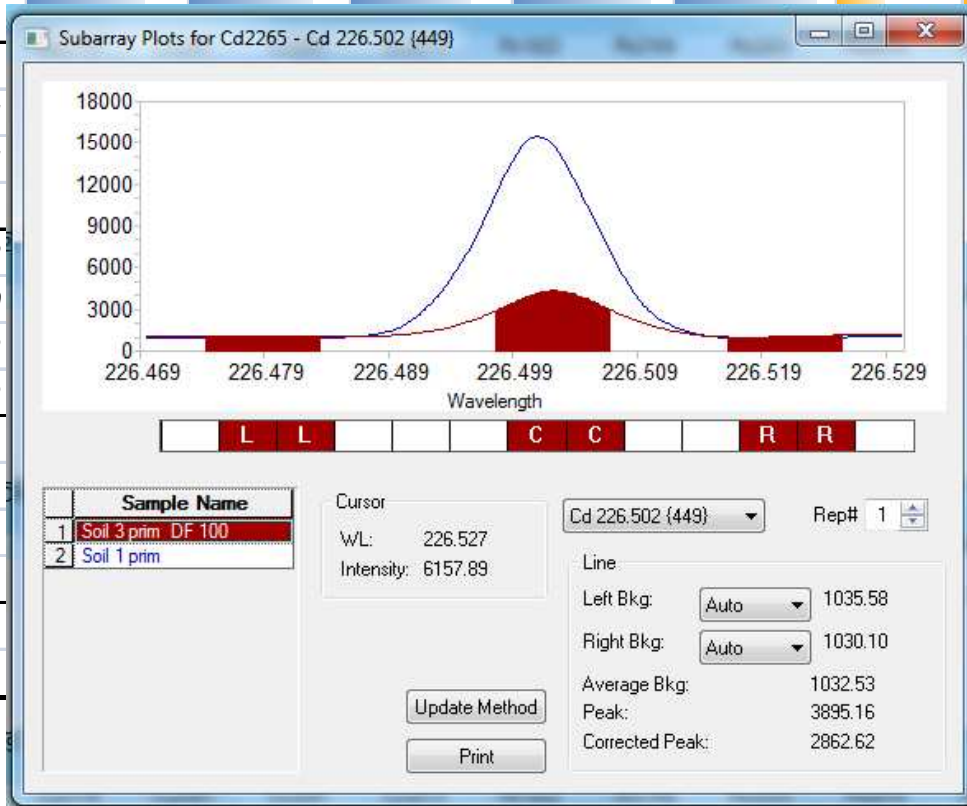 Subarray Plots for Cd2265 - Cd 226.502 {449}
18000
15000
12000
9000
6000
3000
0
226.469 226.479 226.489 226.499 226.509 226.519 226.529
Wavelength
L L C C R R
Sample Name
1 Soil 3 prim DF 100
2 Soil 1 prim
Cursor
WL: 226.527
Intensity: 6157.89
Cd 226.502 {449}
Rep# 1
Line
Left Bkg: Auto 1035.58
Right Bkg: Auto 1030.10
Average Bkg: 1032.53
Peak: 3895.16
Corrected Peak: 2862.62
Update Method
Print